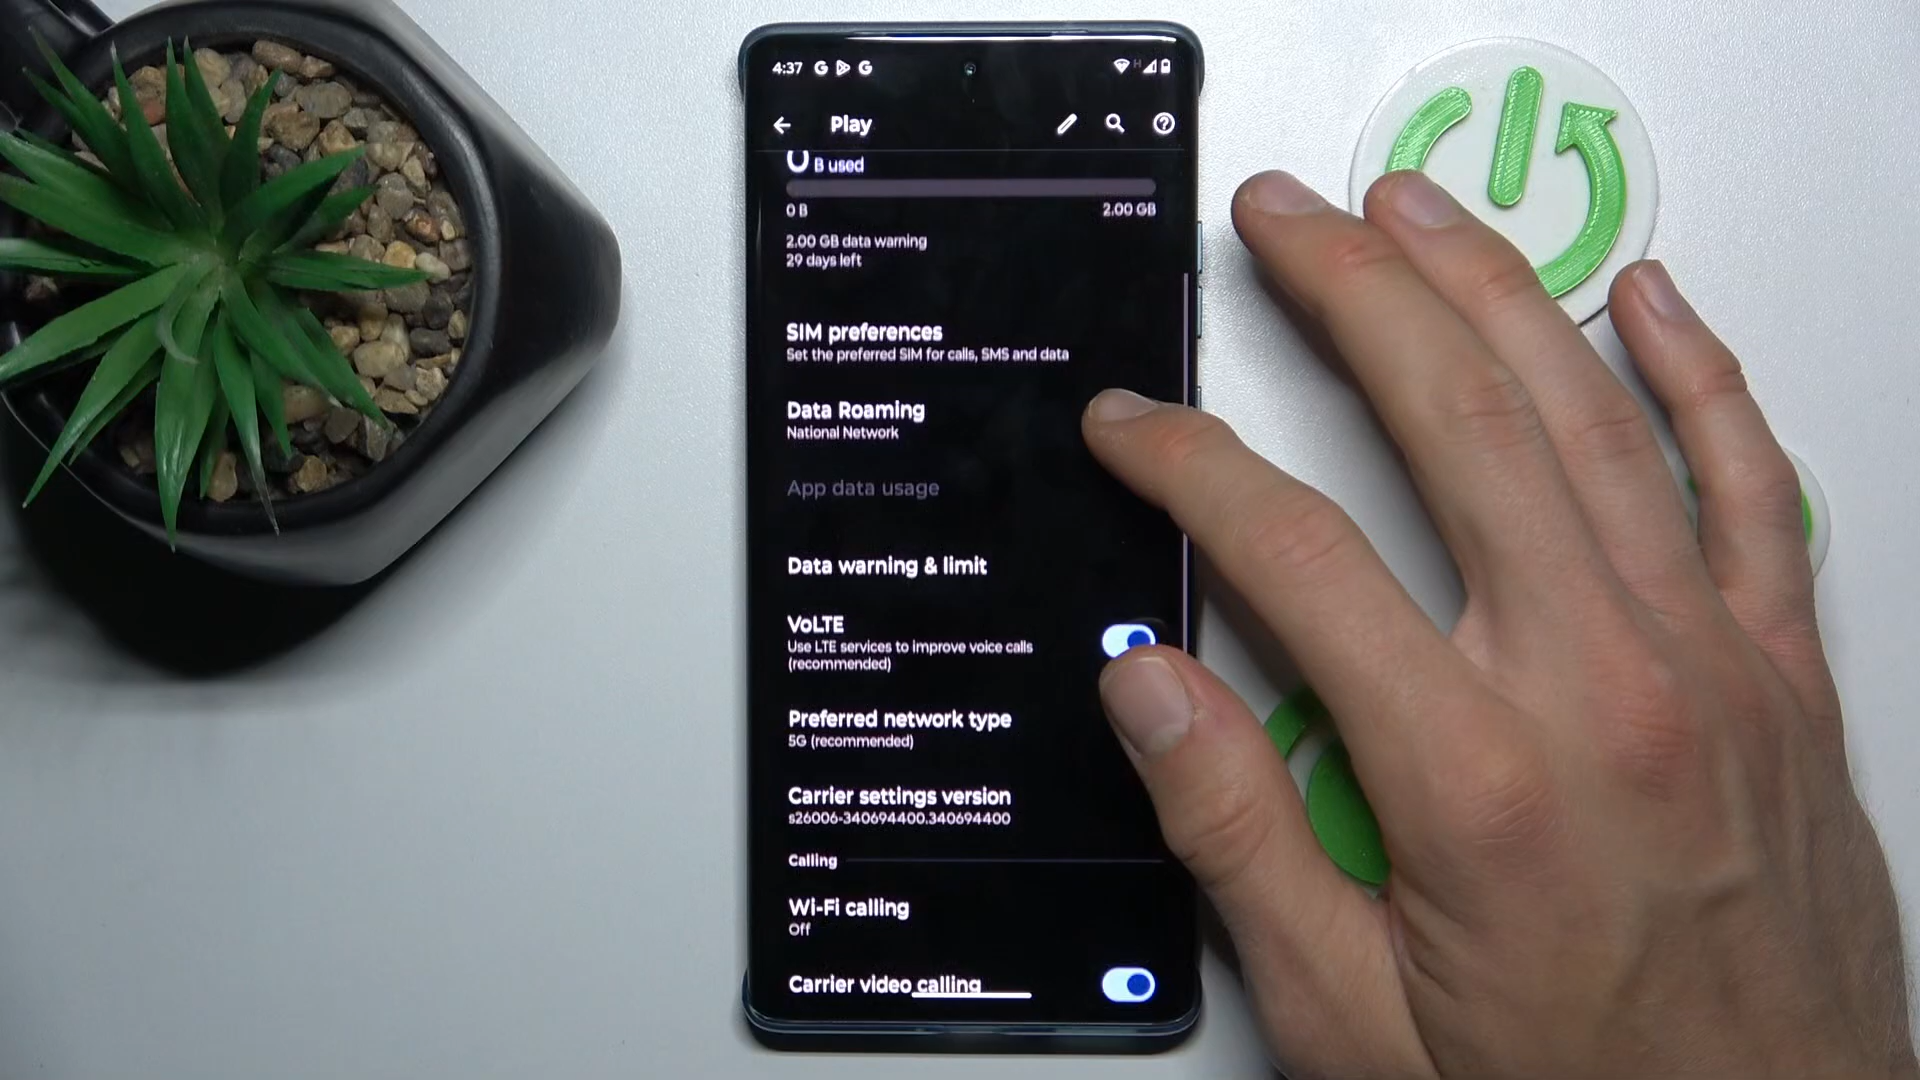 4:37
H
Play
0 B used
0 B 2.00 GB
2.00 GB data warning
29 days left
SIM preferences
Set the preferred SIM for calls, SMS and data
Data Roaming
National Network
App data usage
Data warning & limit
VoLTE
Use LTE services to improve voice calls
(recommended)
Preferred network type
5G (recommended)
Carrier settings version
s26006-340694400.340694400
Calling
Wi-Fi calling
Off
Carrier video calling